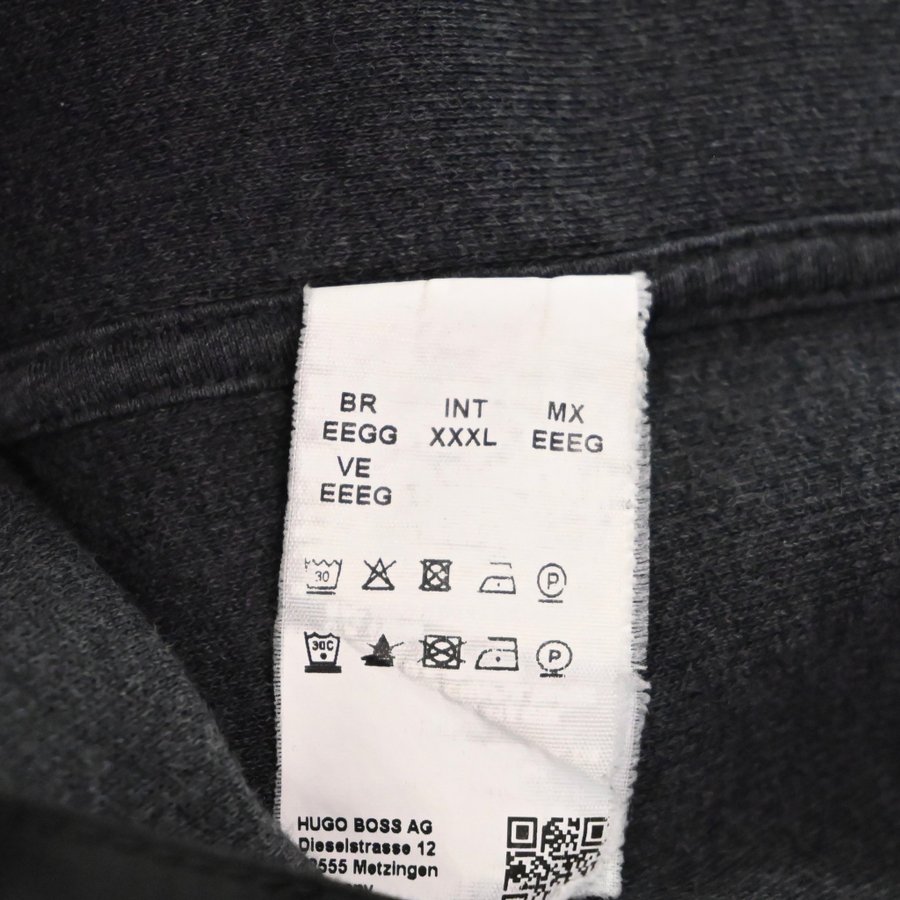 BR INT MX
EEGG XXXL EEEG
VE
EEEG
30 P
30C P
HUGO BOSS AG
Dieselstrasse 12
Metzingen